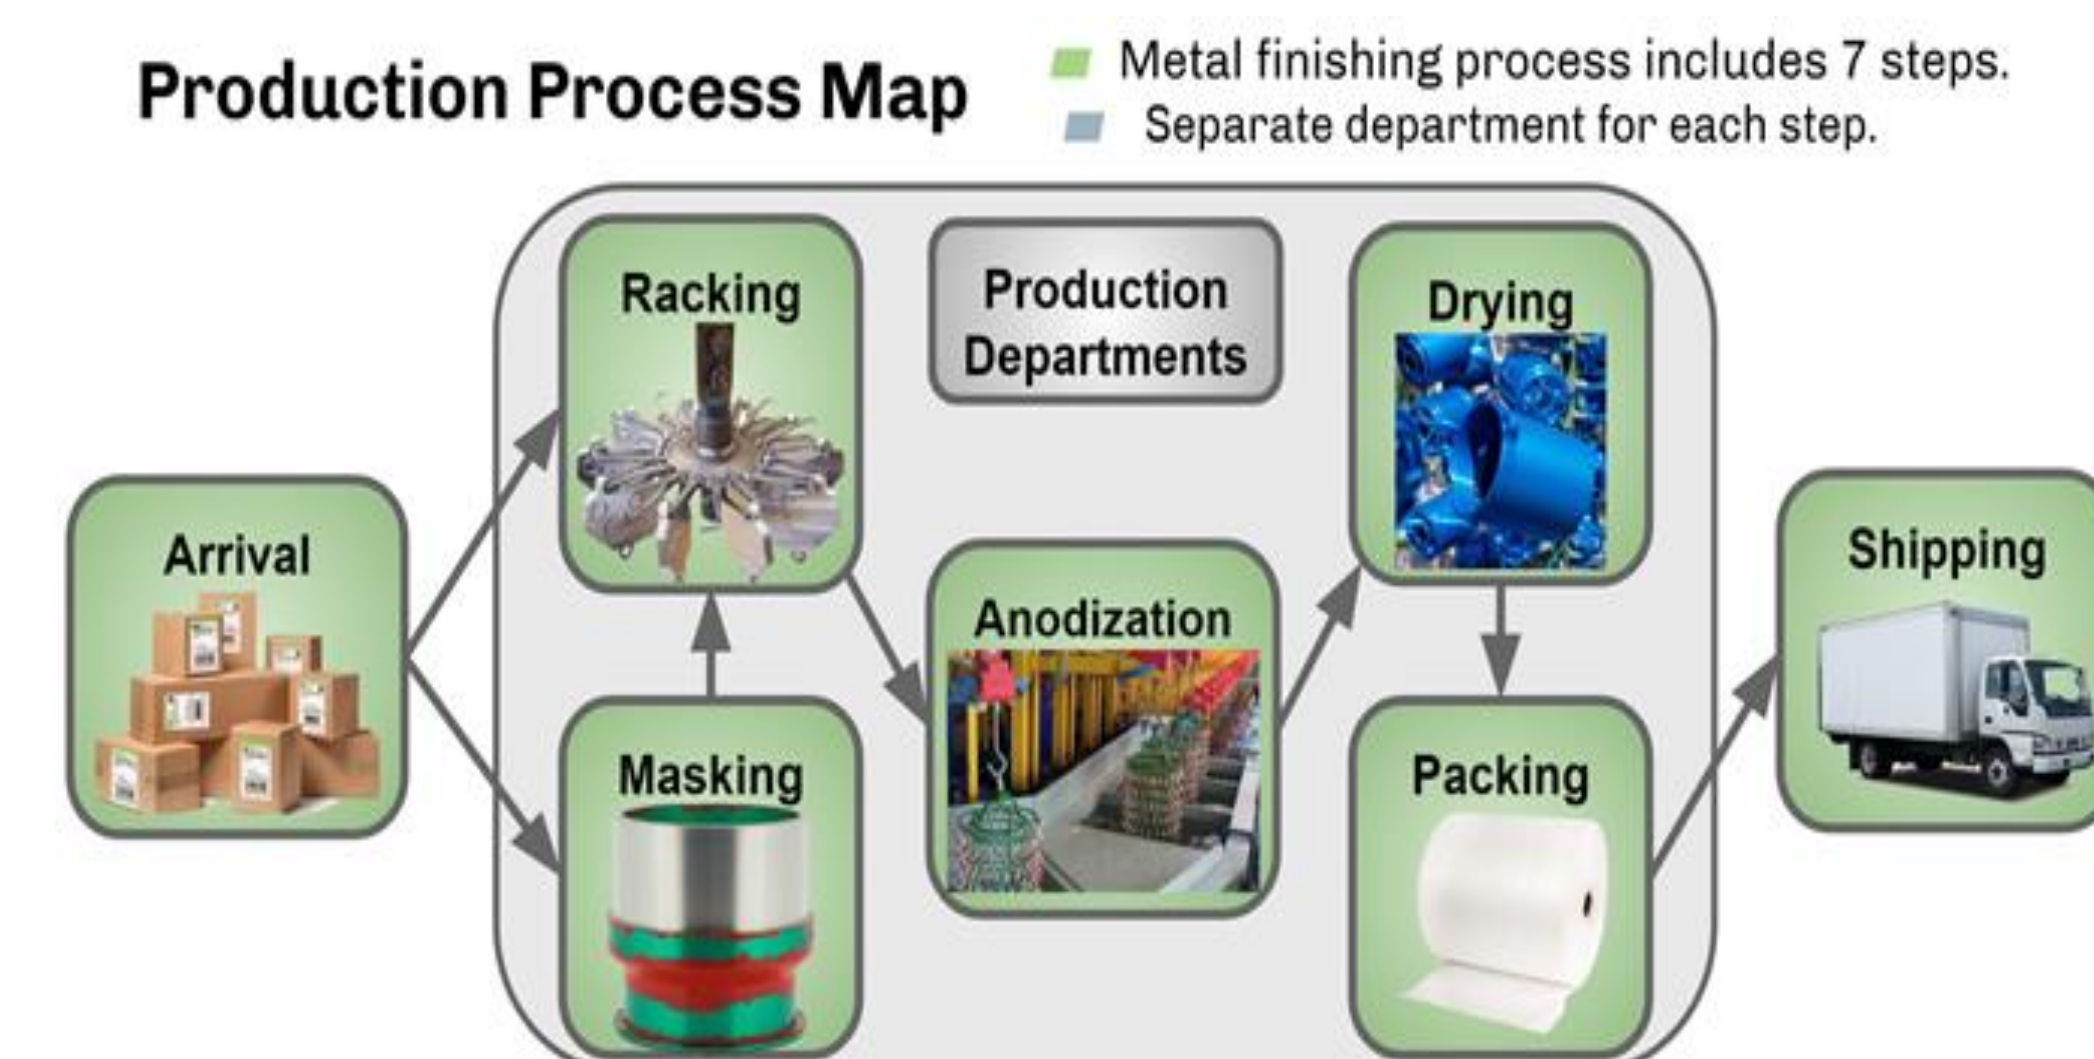 Production Process Map
Metal finishing process includes 7 steps.
Separate department for each step.
Racking
Production
Departments
Drying
Arrival
Shipping
Anodization
Masking
Packing